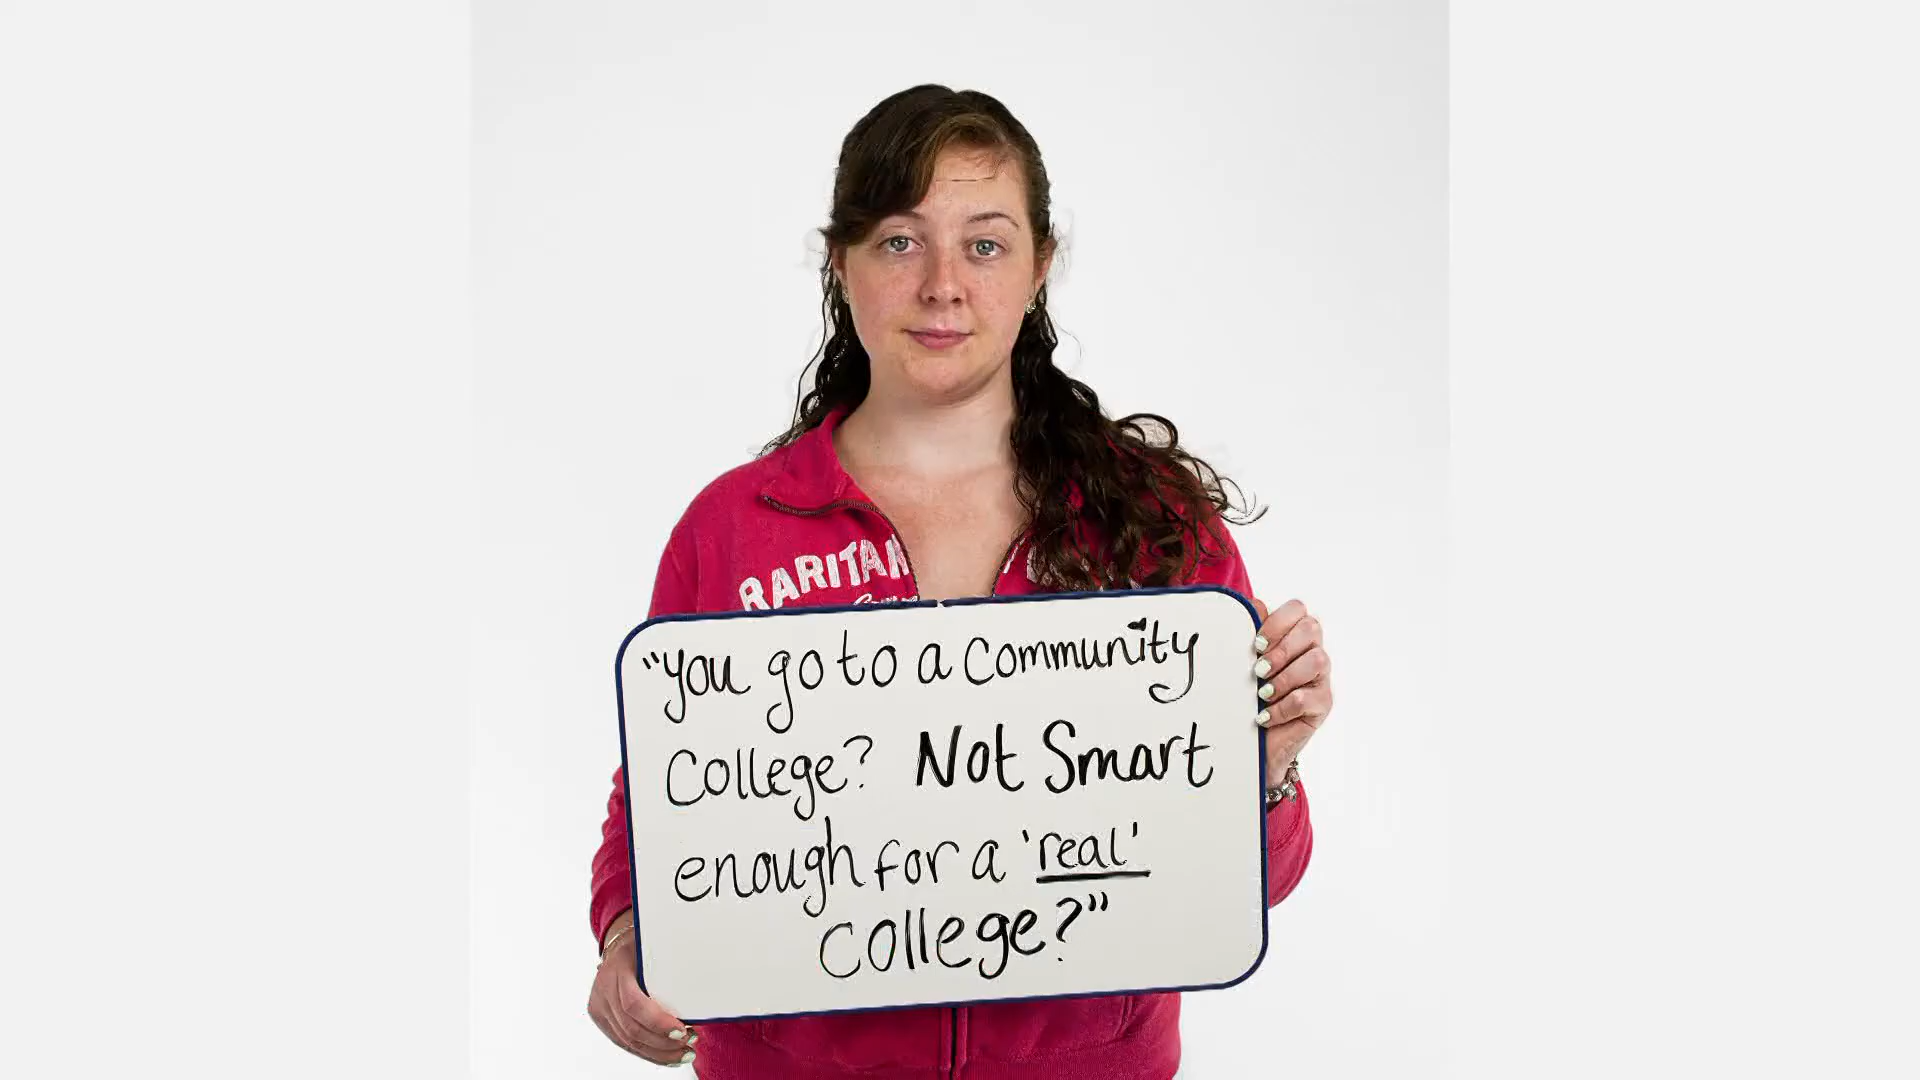 RARITAN
"you go to a Community
College? Not Smart
enough for a 'real'
College?"